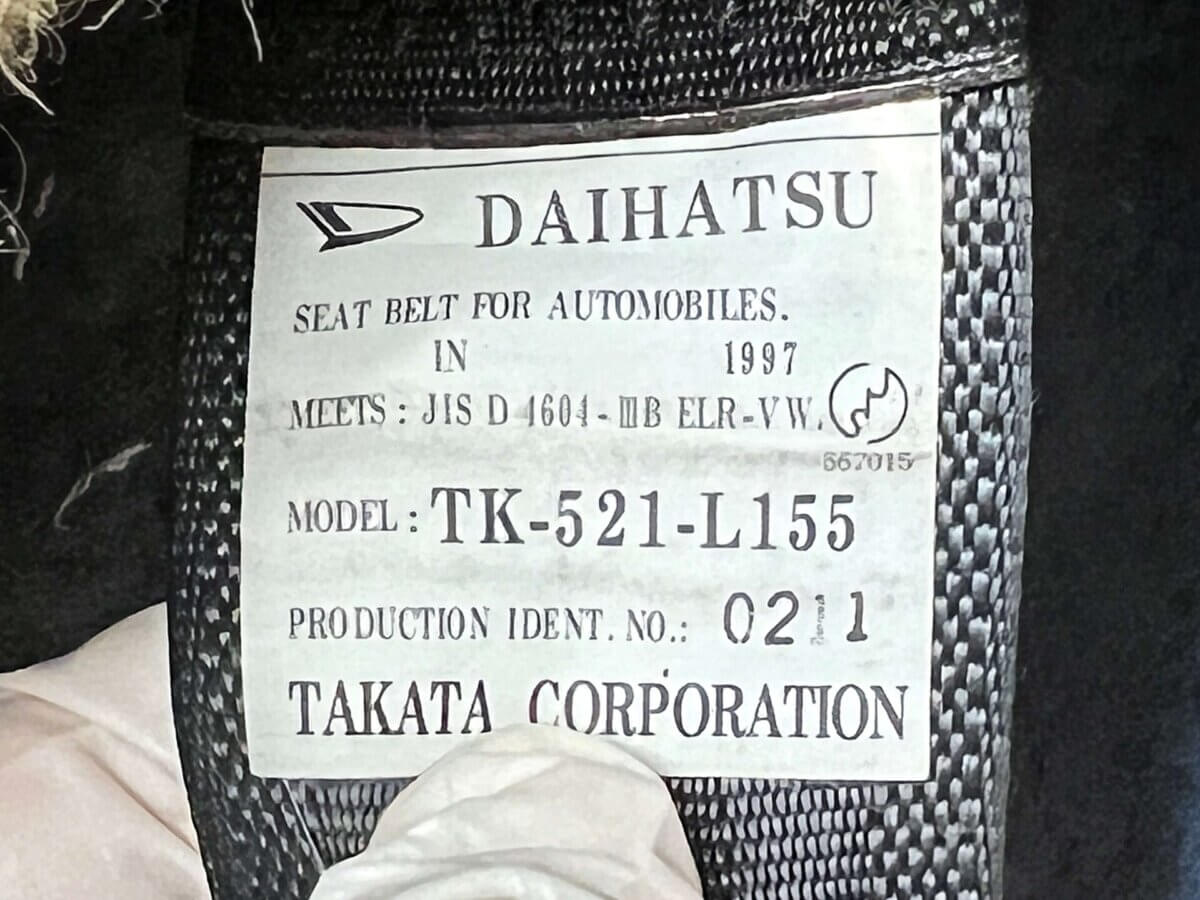 DAIHATSU
SEAT BELT FOR AUTOMOBILES.
IN 1997
MEETS : JIS D 4604 - ⅢB ELR-VW.
667015
MODEL : TK-521-L155
PRODUCTION IDENT. NO.: 02 1
TAKATA CORPORATION